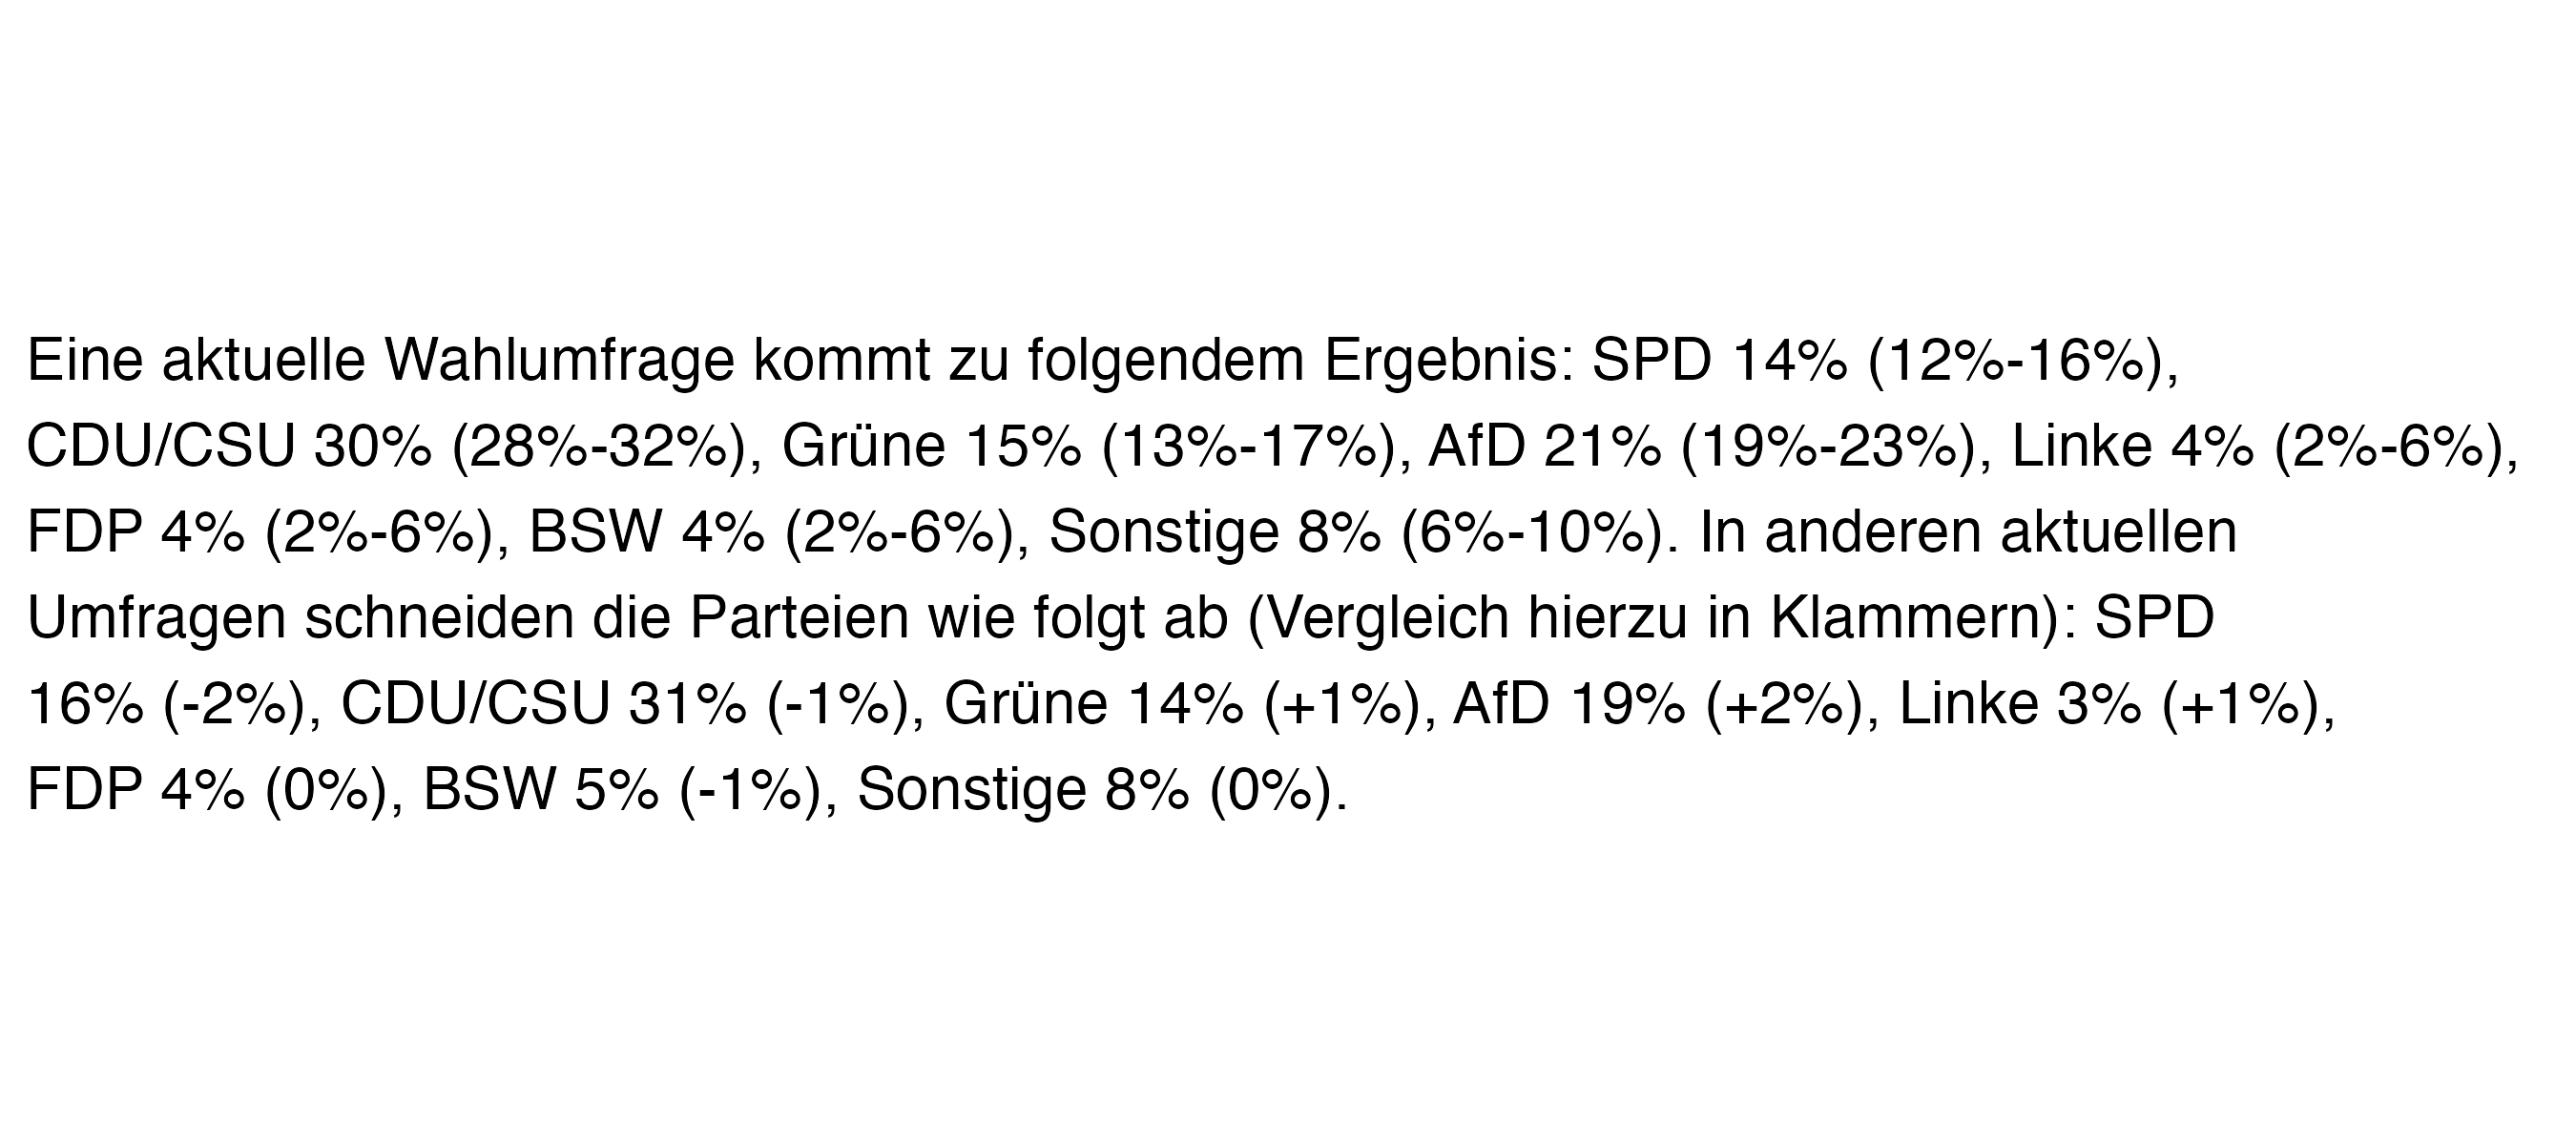 Eine aktuelle Wahlumfrage kommt zu folgendem Ergebnis: SPD 14% (12%-16%),
CDU/CSU 30% (28%-32%), Grüne 15% (13%-17%), AfD 21% (19%-23%), Linke 4% (2%-6%),
FDP 4% (2%-6%), BSW 4% (2%-6%), Sonstige 8% (6%-10%). In anderen aktuellen
Umfragen schneiden die Parteien wie folgt ab (Vergleich hierzu in Klammern): SPD
16% (-2%), CDU/CSU 31% (-1%), Grüne 14% (+1%), AfD 19% (+2%), Linke 3% (+1%),
FDP 4% (0%), BSW 5% (-1%), Sonstige 8% (0%).